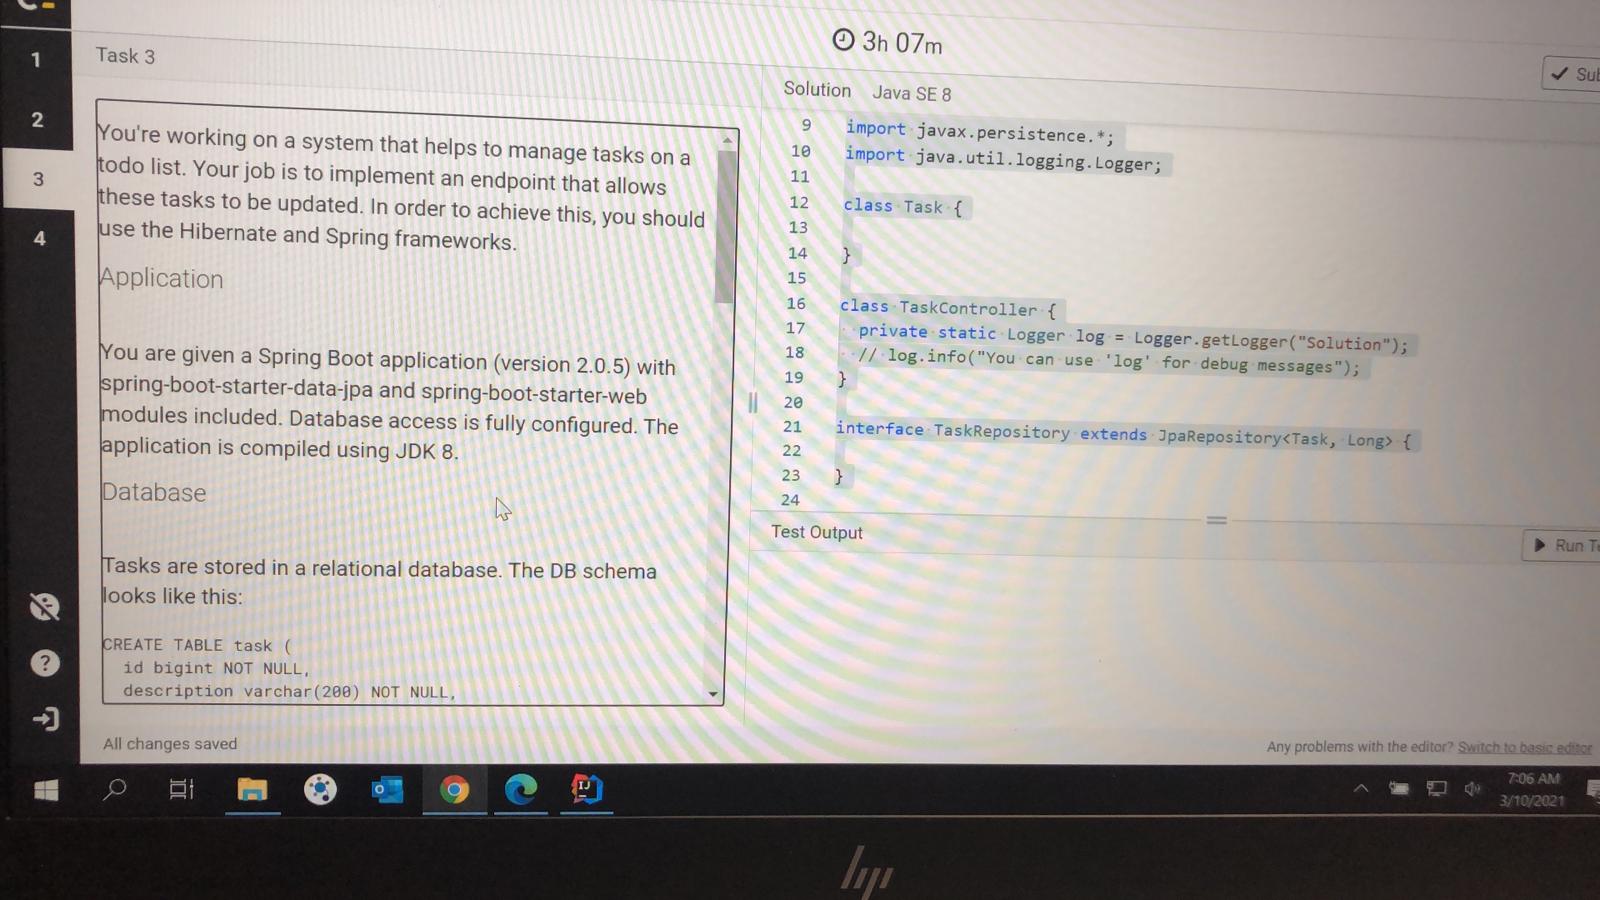 3h 07m
1
2
3
4
Task 3
You're working on a system that helps to manage tasks on a
todo list. Your job is to implement an endpoint that allows
these tasks to be updated. In order to achieve this, you should
use the Hibernate and Spring frameworks.
Application
You are given a Spring Boot application (version 2.0.5) with
spring-boot-starter-data-jpa and spring-boot-starter-web
modules included. Database access is fully configured. The
application is compiled using JDK 8.
Database
Tasks are stored in a relational database. The DB schema
looks like this:
CREATE TABLE task (
id bigint NOT NULL,
description varchar(200) NOT NULL,
All changes saved
Solution Java SE 8
Sub
9 import javax.persistence.*;
10 import java.util.logging.Logger;
11
12 class Task {
13
14 }
15
16 class TaskController {
17 private static Logger log = Logger.getLogger("Solution");
18 // log.info("You can use 'log' for debug messages");
19 }
20
21 interface TaskRepository extends JpaRepository<Task, Long> {
22
23 }
24
Test Output
Run Te
Any problems with the editor? Switch to basic editor
7:06 AM
3/10/2021
hp